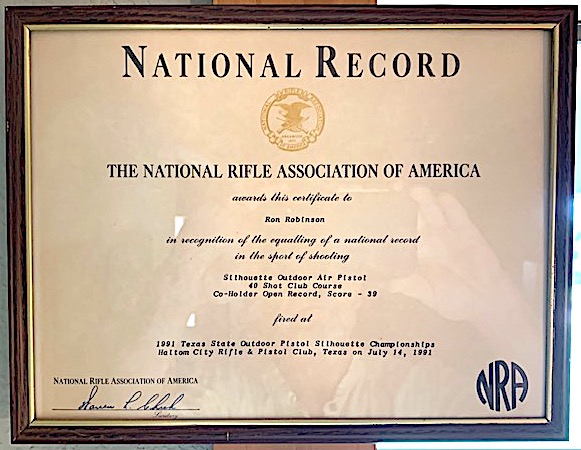 NATIONAL RECORD
THE NATIONAL RIFLE ASSOCIATION OF AMERICA
awards this certificate to
Ron Robinson
in recognition of the equalling of a national record
in the sport of shooting
Silhouette Outdoor Air Pistol
40 Shot Club Course
Co-Holder Open Record, Score - 39
fired at
1991 Texas State Outdoor Pistol Silhouette Championships
Haltom City Rifle & Pistol Club, Texas on July 14, 1991
NATIONAL RIFLE ASSOCIATION OF AMERICA
Secretary
NRA